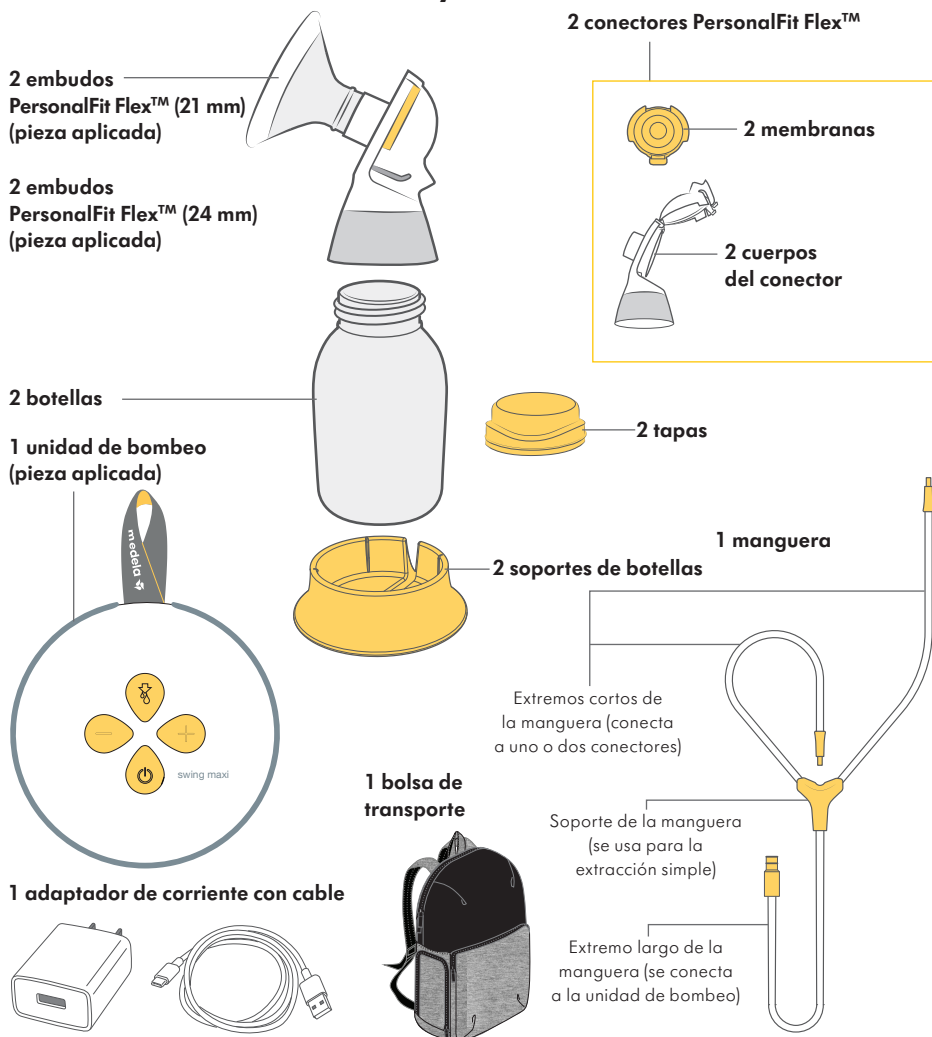 2 conectores PersonalFit Flex™
2 embudos
PersonalFit Flex™ (21 mm)
(pieza aplicada)
2 membranas
2 embudos
PersonalFit Flex™ (24 mm)
(pieza aplicada)
2 cuerpos
del conector
2 botellas
2 tapas
1 unidad de bombeo
(pieza aplicada)
medela
1 manguera
2 soportes de botellas
Extremos cortos de
la manguera (conecta
a uno o dos conectores)
swing maxi
1 bolsa de
transporte
Soporte de la manguera
(se usa para la
extracción simple)
1 adaptador de corriente con cable
Extremo largo de la
manguera (se conecta
a la unidad de bombeo)